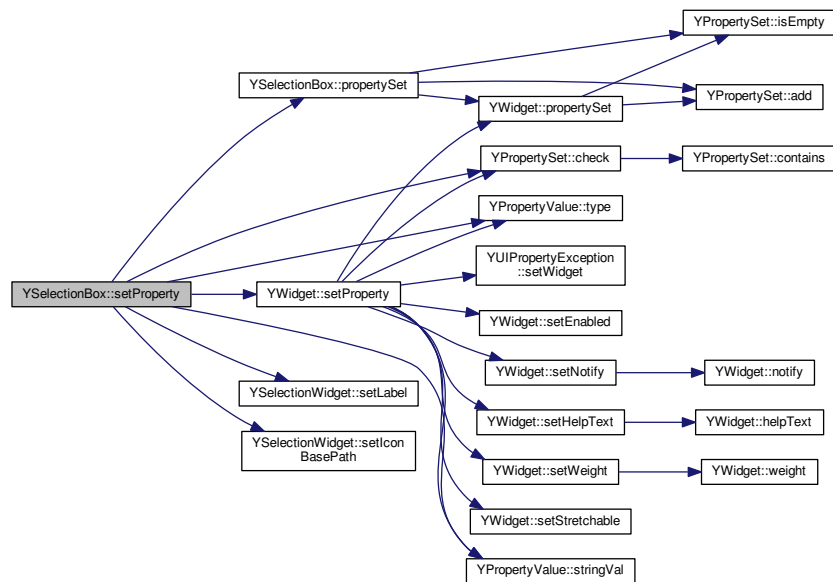 YPropertySet::isEmpty
YSelectionBox::propertySet
YPropertySet::add
YWidget::propertySet
YPropertySet::check
YPropertySet::contains
YPropertyValue::type
YUIPropertyException
::setWidget
YSelectionBox::setProperty
YWidget::setProperty
YWidget::setEnabled
YWidget::setNotify
YWidget::notify
YSelectionWidget::setLabel
YWidget::setHelpText
YWidget::helpText
YSelectionWidget::setIcon
BasePath
YWidget::setWeight
YWidget::weight
YWidget::setStretchable
YPropertyValue::stringVal